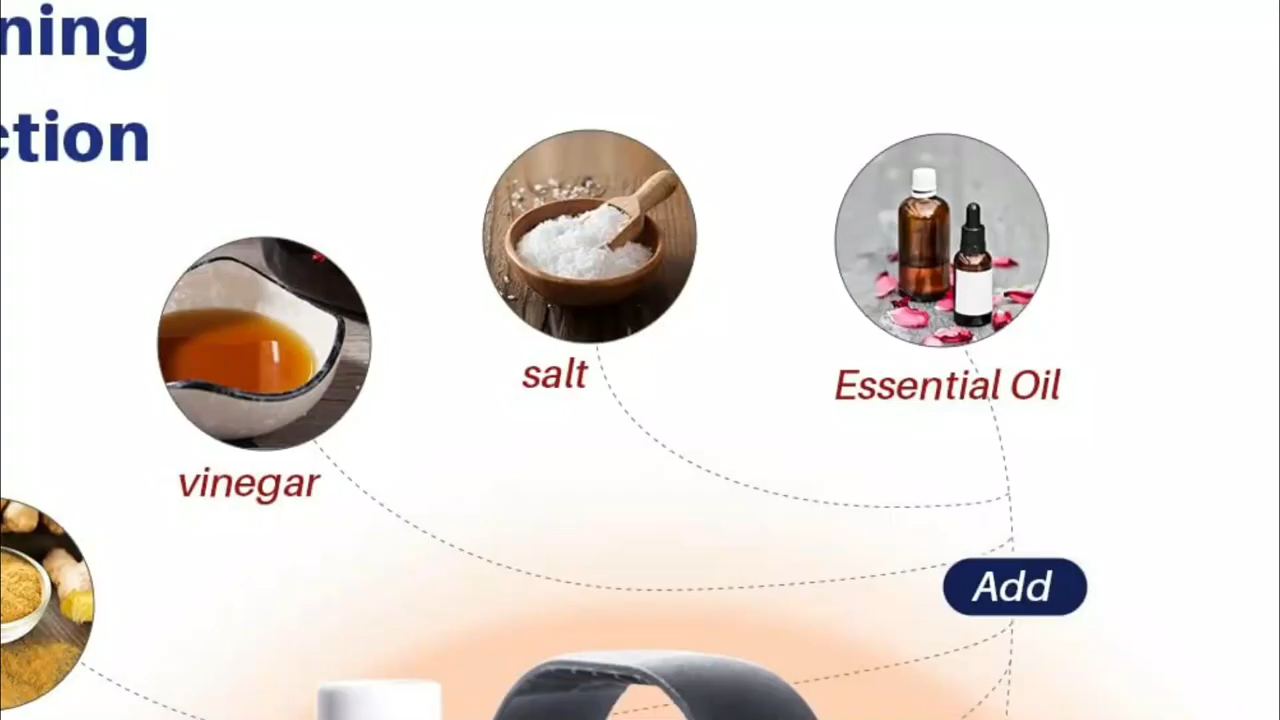 ning
ction
salt
Essential Oil
vinegar
Add